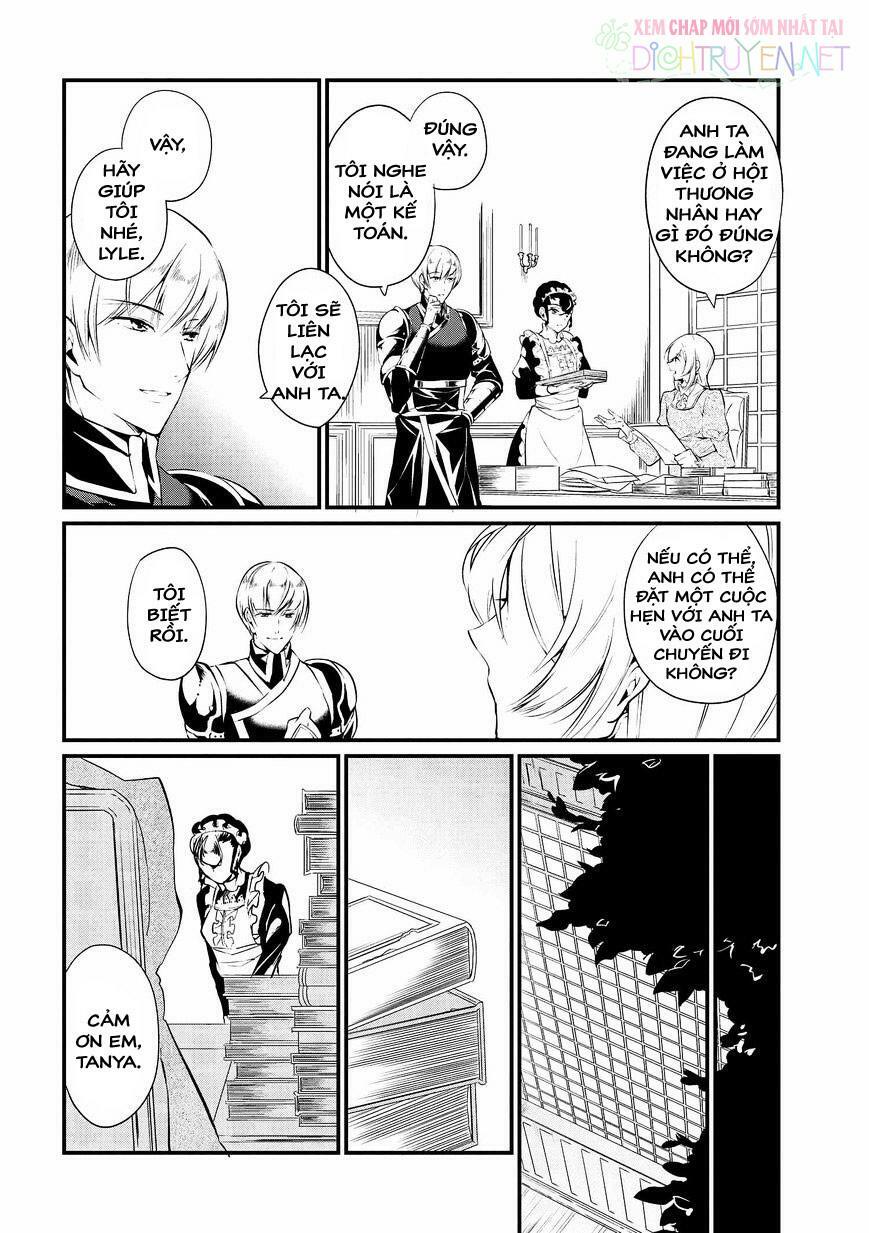 XEM CHAP MỚI SỚM NHẤT TẠI
DICHTRUYEN.NET
ANH TA
ĐANG LÀM
VIỆC Ở HỘI
THƯƠNG
NHÂN HAY
GÌ ĐÓ ĐÚNG
KHÔNG?
ĐÚNG
VẬY.
TÔI NGHE
NÓI LÀ
MỘT KẾ
TOÁN.
VẬY,
HÃY
GIÚP
TÔI
NHÉ,
LYLE.
TÔI SẼ
LIÊN
LẠC
VỚI
ANH TA.
NẾU CÓ THỂ,
ANH CÓ THỂ
ĐẶT MỘT CUỘC
HẸN VỚI ANH TA
VÀO CUỐI
CHUYẾN ĐI
KHÔNG?
TÔI
BIẾT
RỒI.
CẢM
ƠN EM,
TANYA.